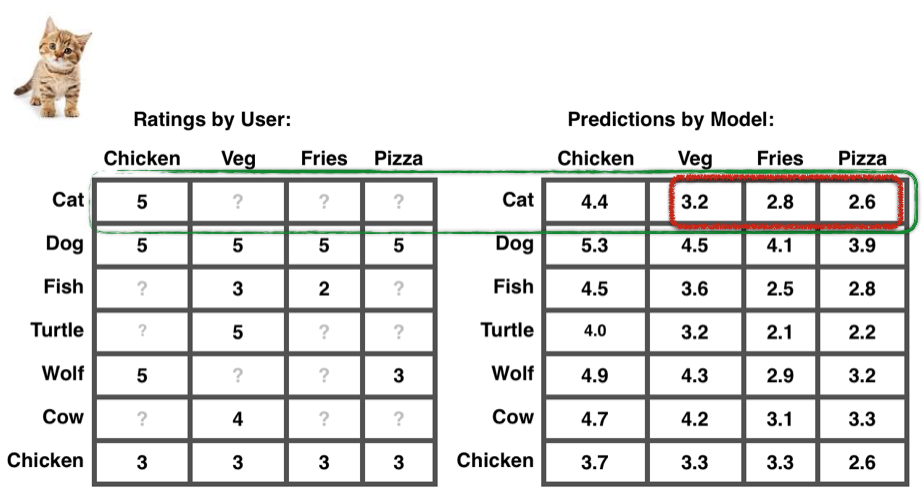 Ratings by User: Predictions by Model:
Chicken Veg Fries Pizza Chicken Veg Fries Pizza
Cat 5 ? ? ? Cat 4.4 3.2 2.8 2.6
Dog 5 5 5 5 Dog 5.3 4.5 4.1 3.9
Fish ? 3 2 ? Fish 4.5 3.6 2.5 2.8
Turtle ? 5 ? ? Turtle 4.0 3.2 2.1 2.2
Wolf 5 ? ? 3 Wolf 4.9 4.3 2.9 3.2
Cow ? 4 ? ? Cow 4.7 4.2 3.1 3.3
Chicken 3 3 3 3 Chicken 3.7 3.3 3.3 2.6